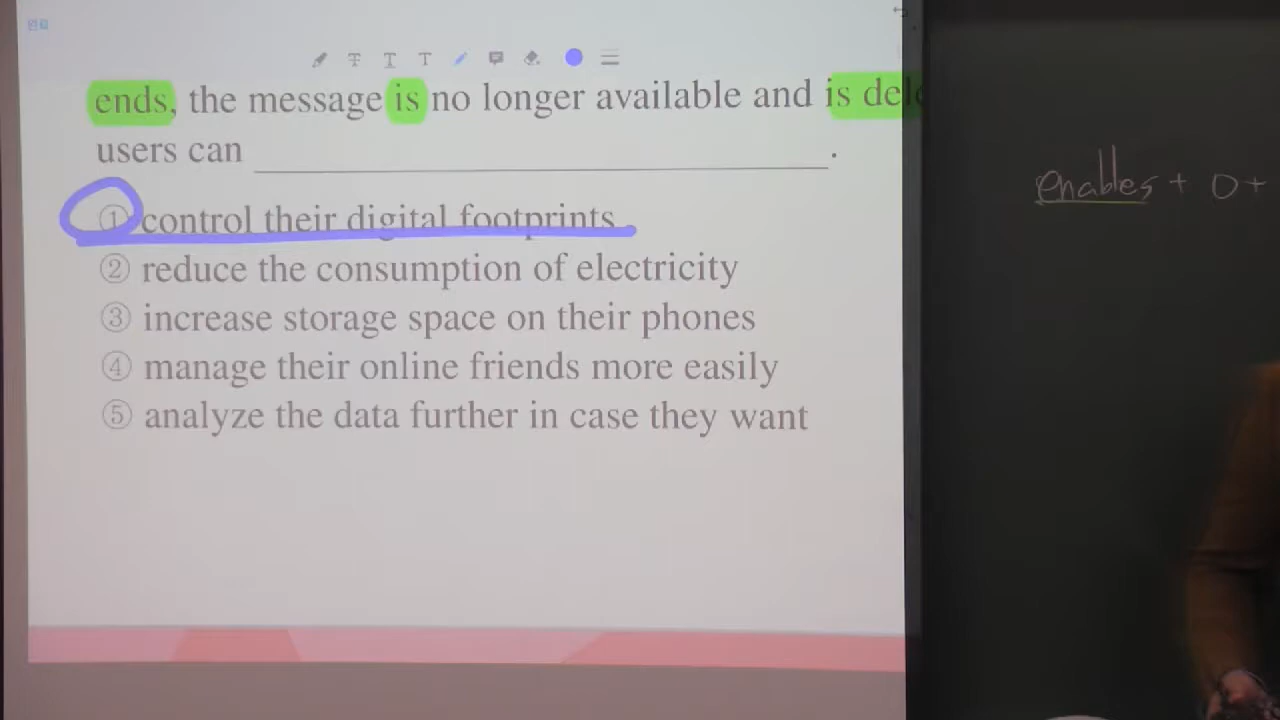 ends, the message is no longer available and is dele
users can ____________.
① control their digital footprints
② reduce the consumption of electricity
③ increase storage space on their phones
④ manage their online friends more easily
⑤ analyze the data further in case they want
enables + O +